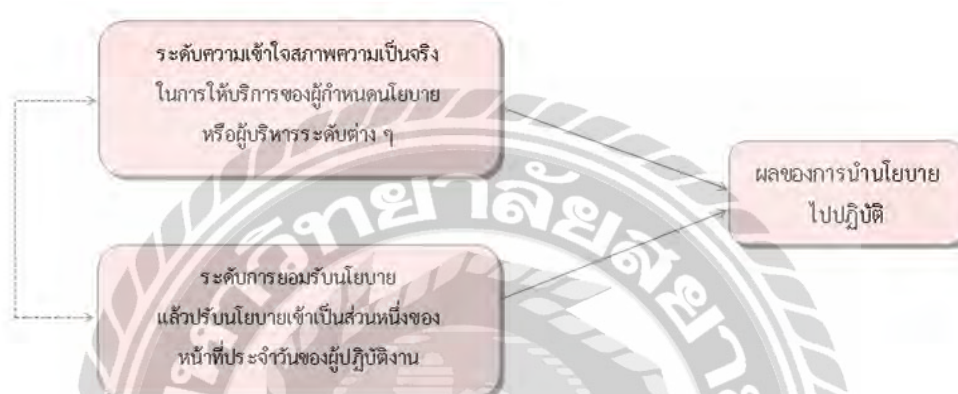 ระดับความเข้าใจสภาพความเป็นจริง
ในการให้บริการของผู้กำหนดนโยบาย
หรือผู้บริหารระดับต่าง ๆ
ผลของการนำนโยบาย
ไปปฏิบัติ
ระดับการยอมรับนโยบาย
แล้วปรับนโยบายเข้าเป็นส่วนหนึ่งของ
หน้าที่ประจำวันของผู้ปฏิบัติงาน